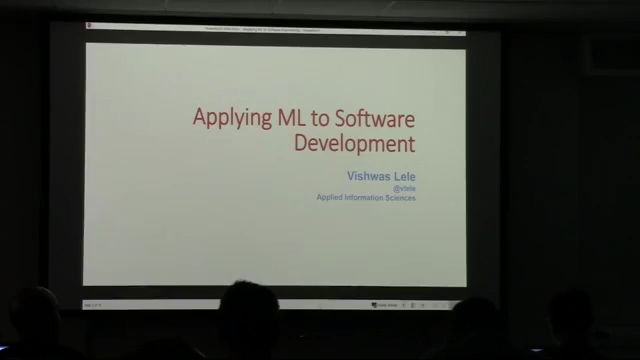 Applying ML to Software
Development
Vishwas Lele
@vlele
Applied Information Sciences